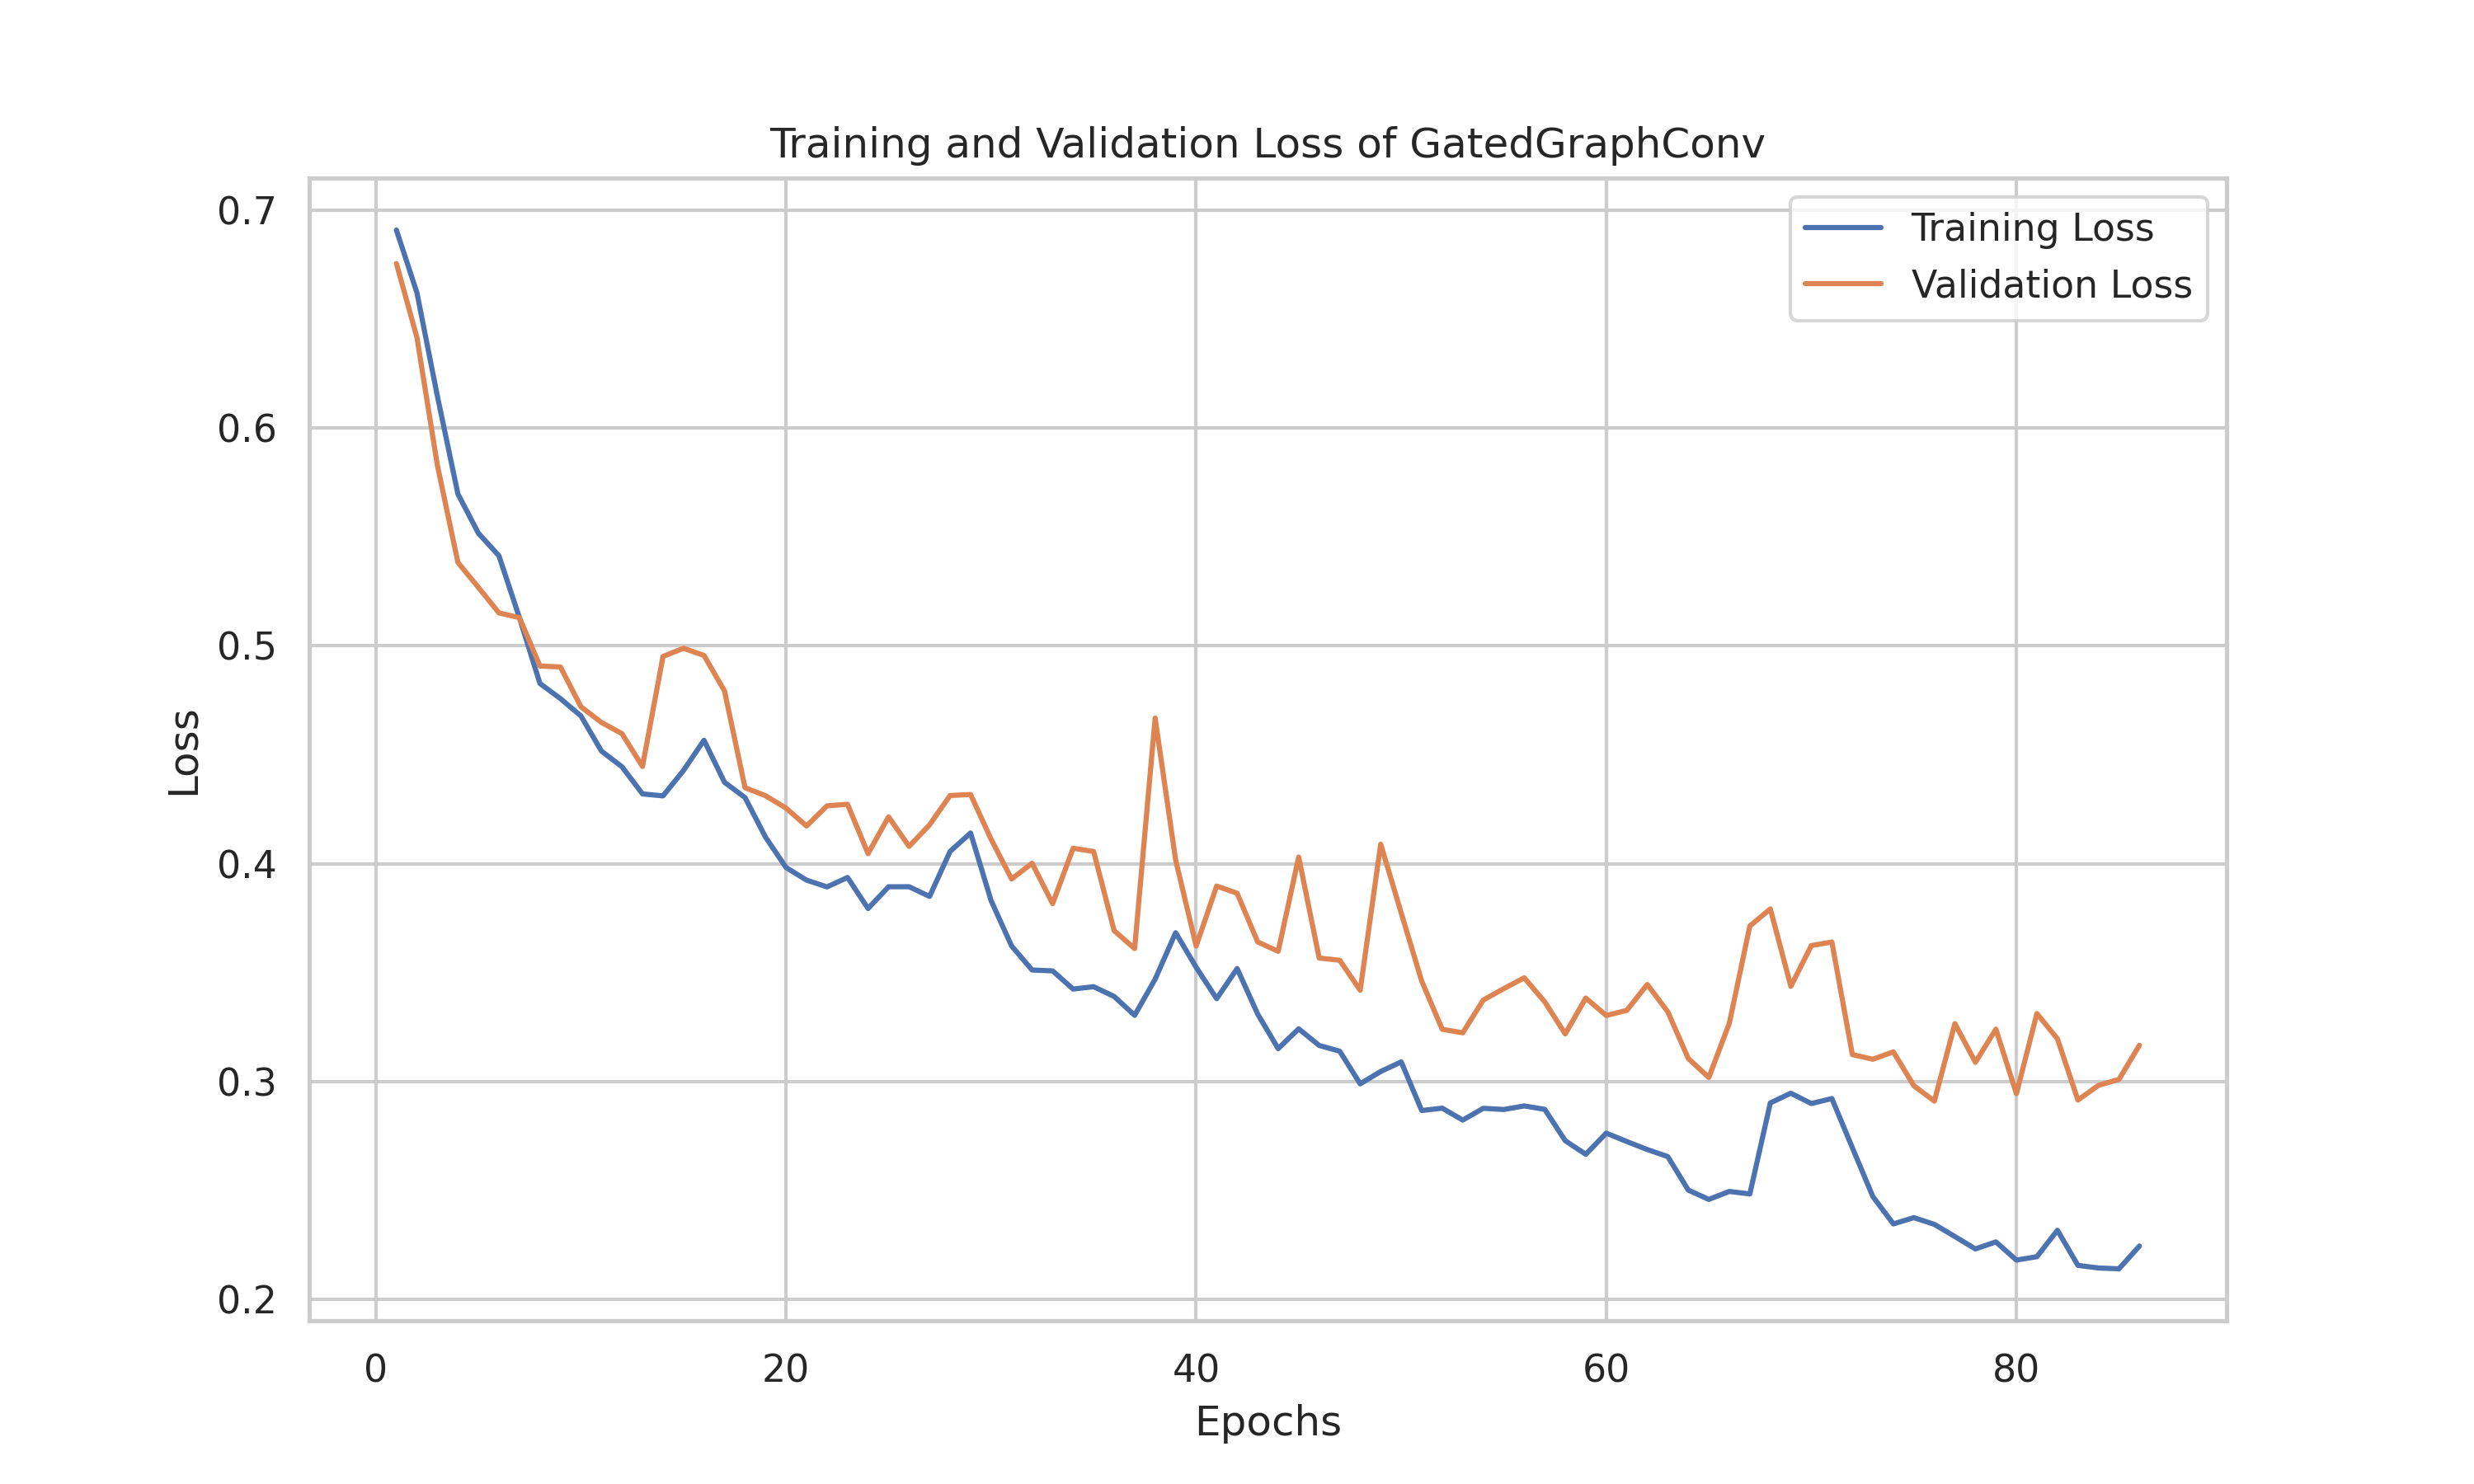 Training and Validation Loss of GatedGraphConv
Training Loss
Validation Loss
0.7
0.6
0.5
0.4
0.3
0.2
Loss
0 20 40 60 80
Epochs